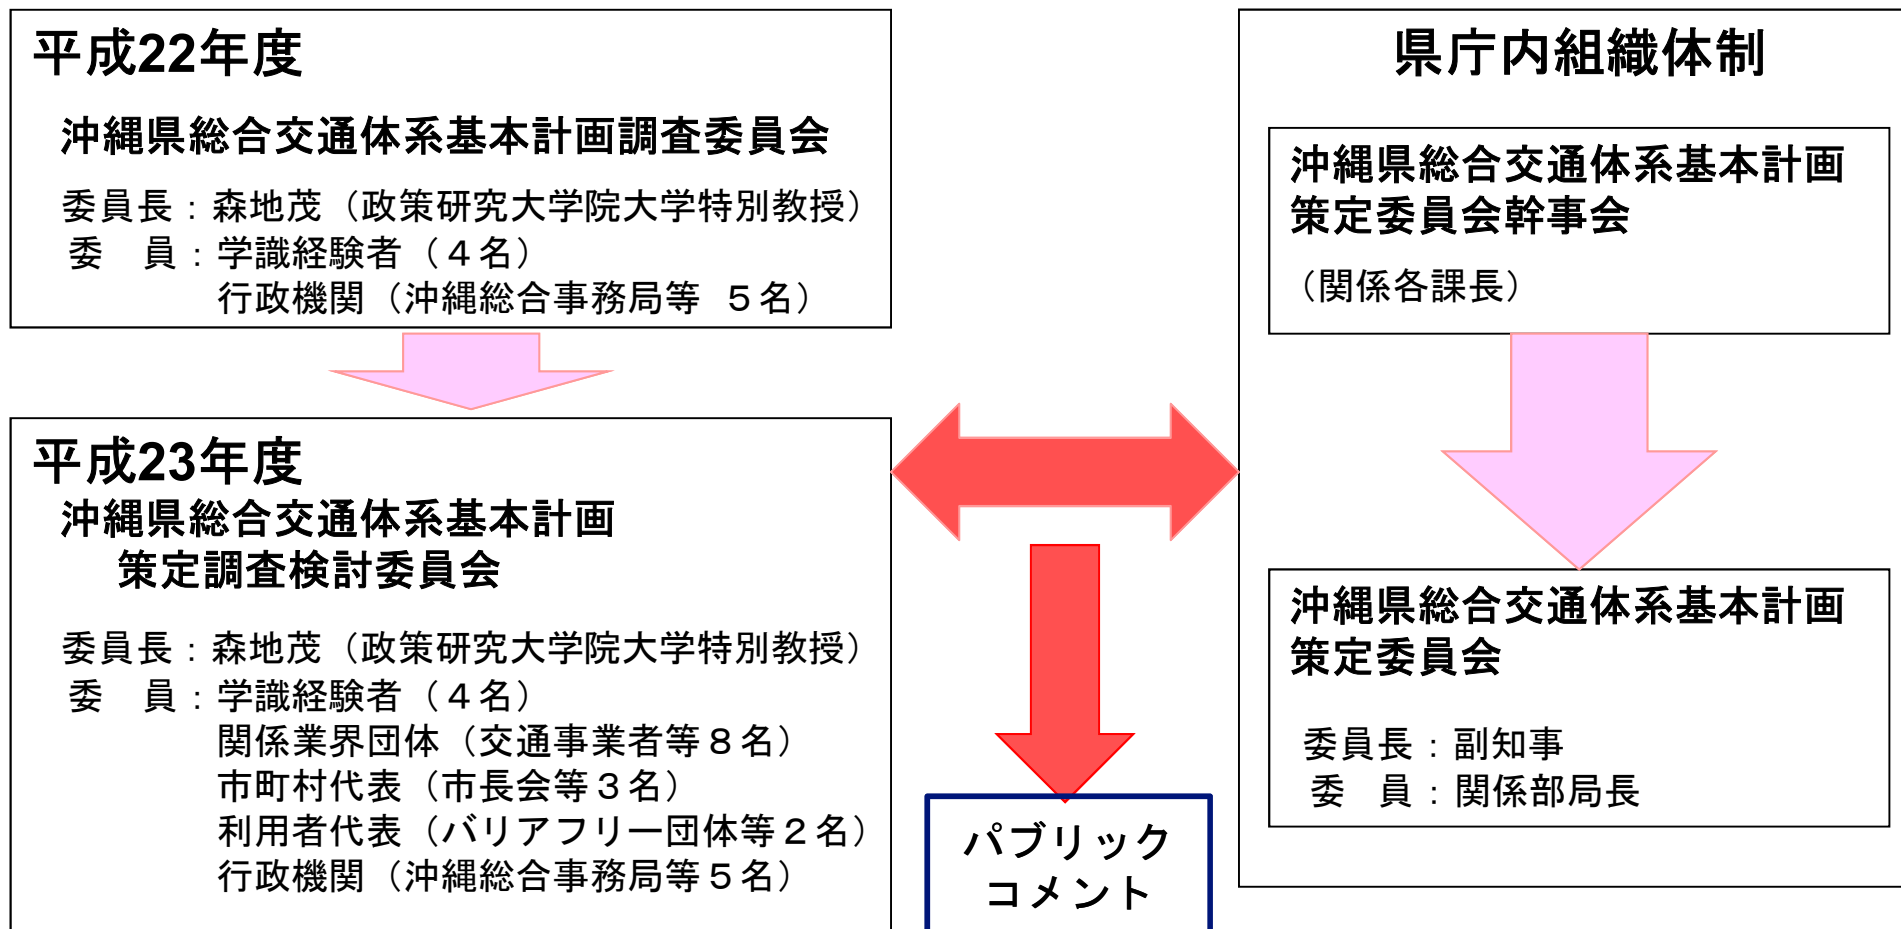 平成22年度
沖縄県総合交通体系基本計画調査委員会
委員長：森地茂（政策研究大学院大学特別教授）
委　員：学識経験者（４名）
行政機関（沖縄総合事務局等　５名）
平成23年度
沖縄県総合交通体系基本計画
策定調査検討委員会
委員長：森地茂（政策研究大学院大学特別教授）
委　員：学識経験者（４名）
関係業界団体（交通事業者等８名）
市町村代表（市長会等３名）
利用者代表（バリアフリー団体等２名）
行政機関（沖縄総合事務局等５名）
パブリック
コメント
県庁内組織体制
沖縄県総合交通体系基本計画
策定委員会幹事会
（関係各課長）
沖縄県総合交通体系基本計画
策定委員会
委員長：副知事
委　員：関係部局長